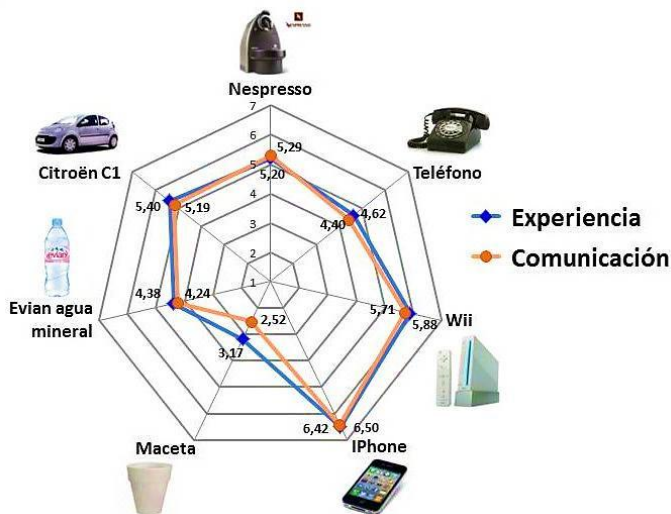 NESPRESSO
Nespresso
7
6
5,29
5
5,20
4
3
2
1
Teléfono
4,62
4,40
Citroën C1
5,40
5,19
evian
Evian agua
mineral
4,38
4,24
Experiencia
Comunicación
5,71
5,88
Wii
2,52
3,17
6,42
6,50
Maceta
IPhone